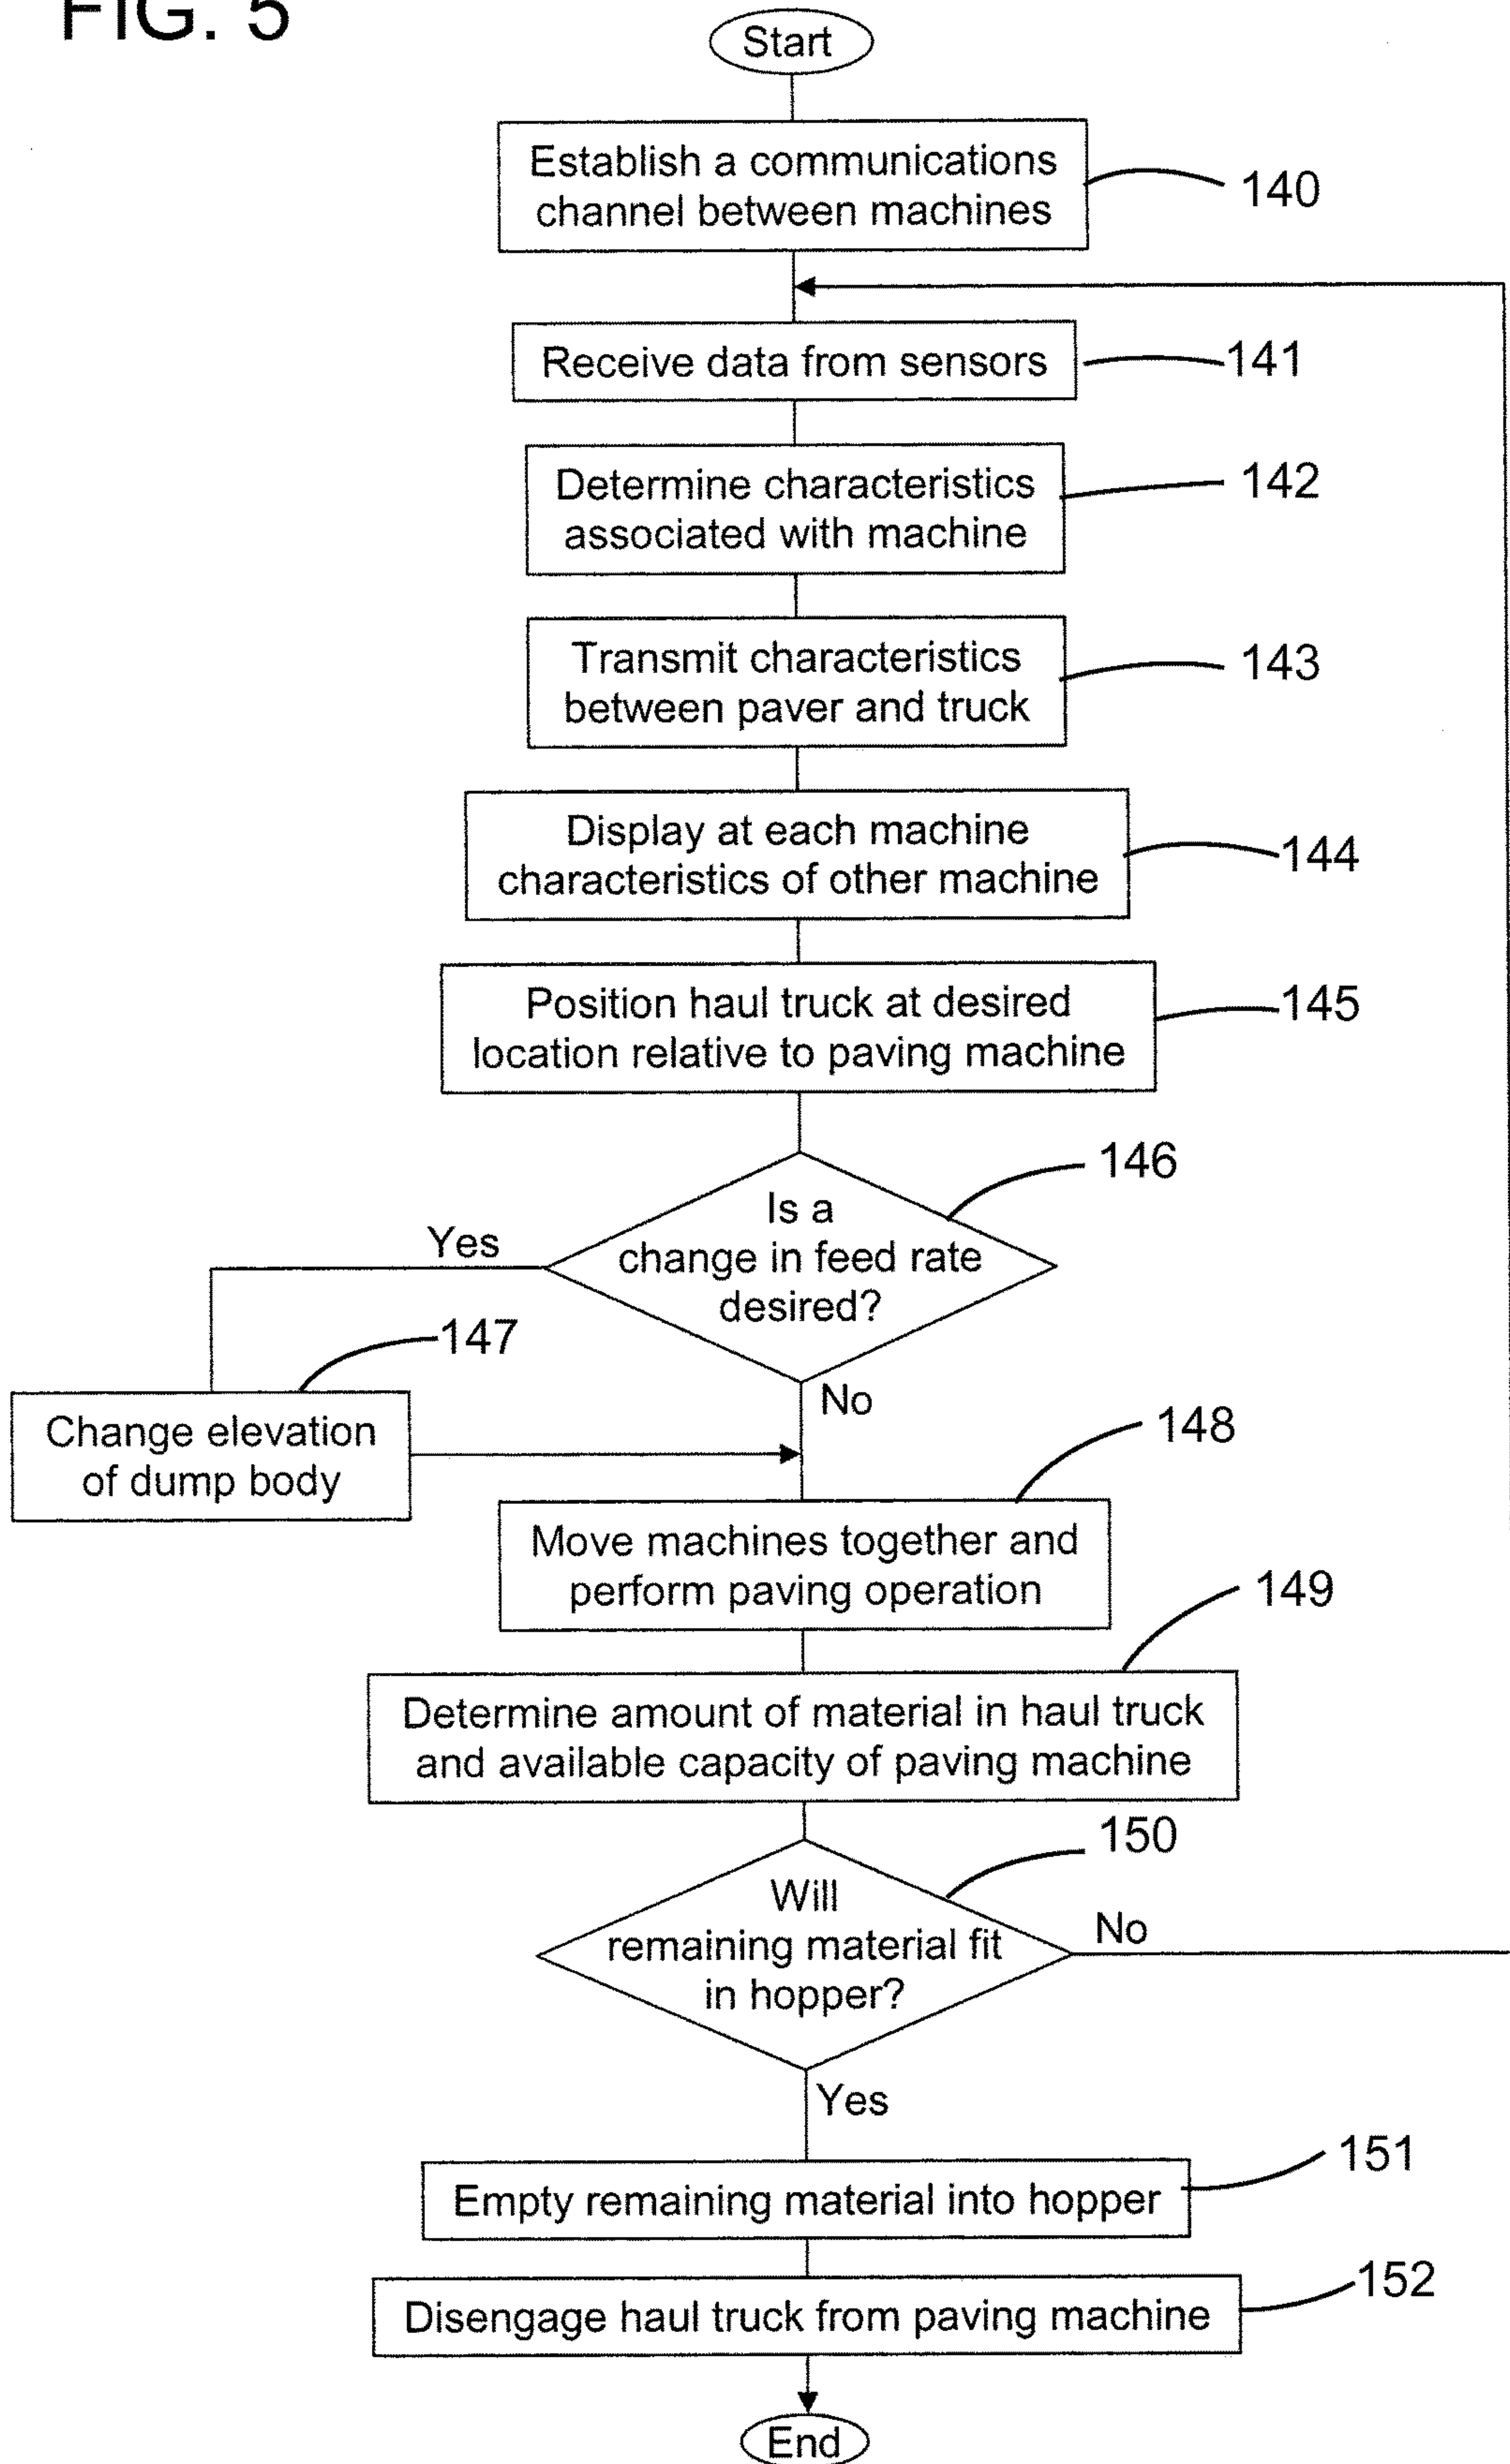 FIG. 5
Start
Establish a communications
channel between machines
140
Receive data from sensors
141
Determine characteristics
associated with machine
142
Transmit characteristics
between paver and truck
143
Display at each machine
characteristics of other machine
144
Position haul truck at desired
location relative to paving machine
145
Is a
change in feed rate
desired?
146
Yes
No
147
Change elevation
of dump body
148
Move machines together and
perform paving operation
149
Determine amount of material in haul truck
and available capacity of paving machine
150
Will
remaining material fit
in hopper?
No
Yes
151
Empty remaining material into hopper
152
Disengage haul truck from paving machine
End